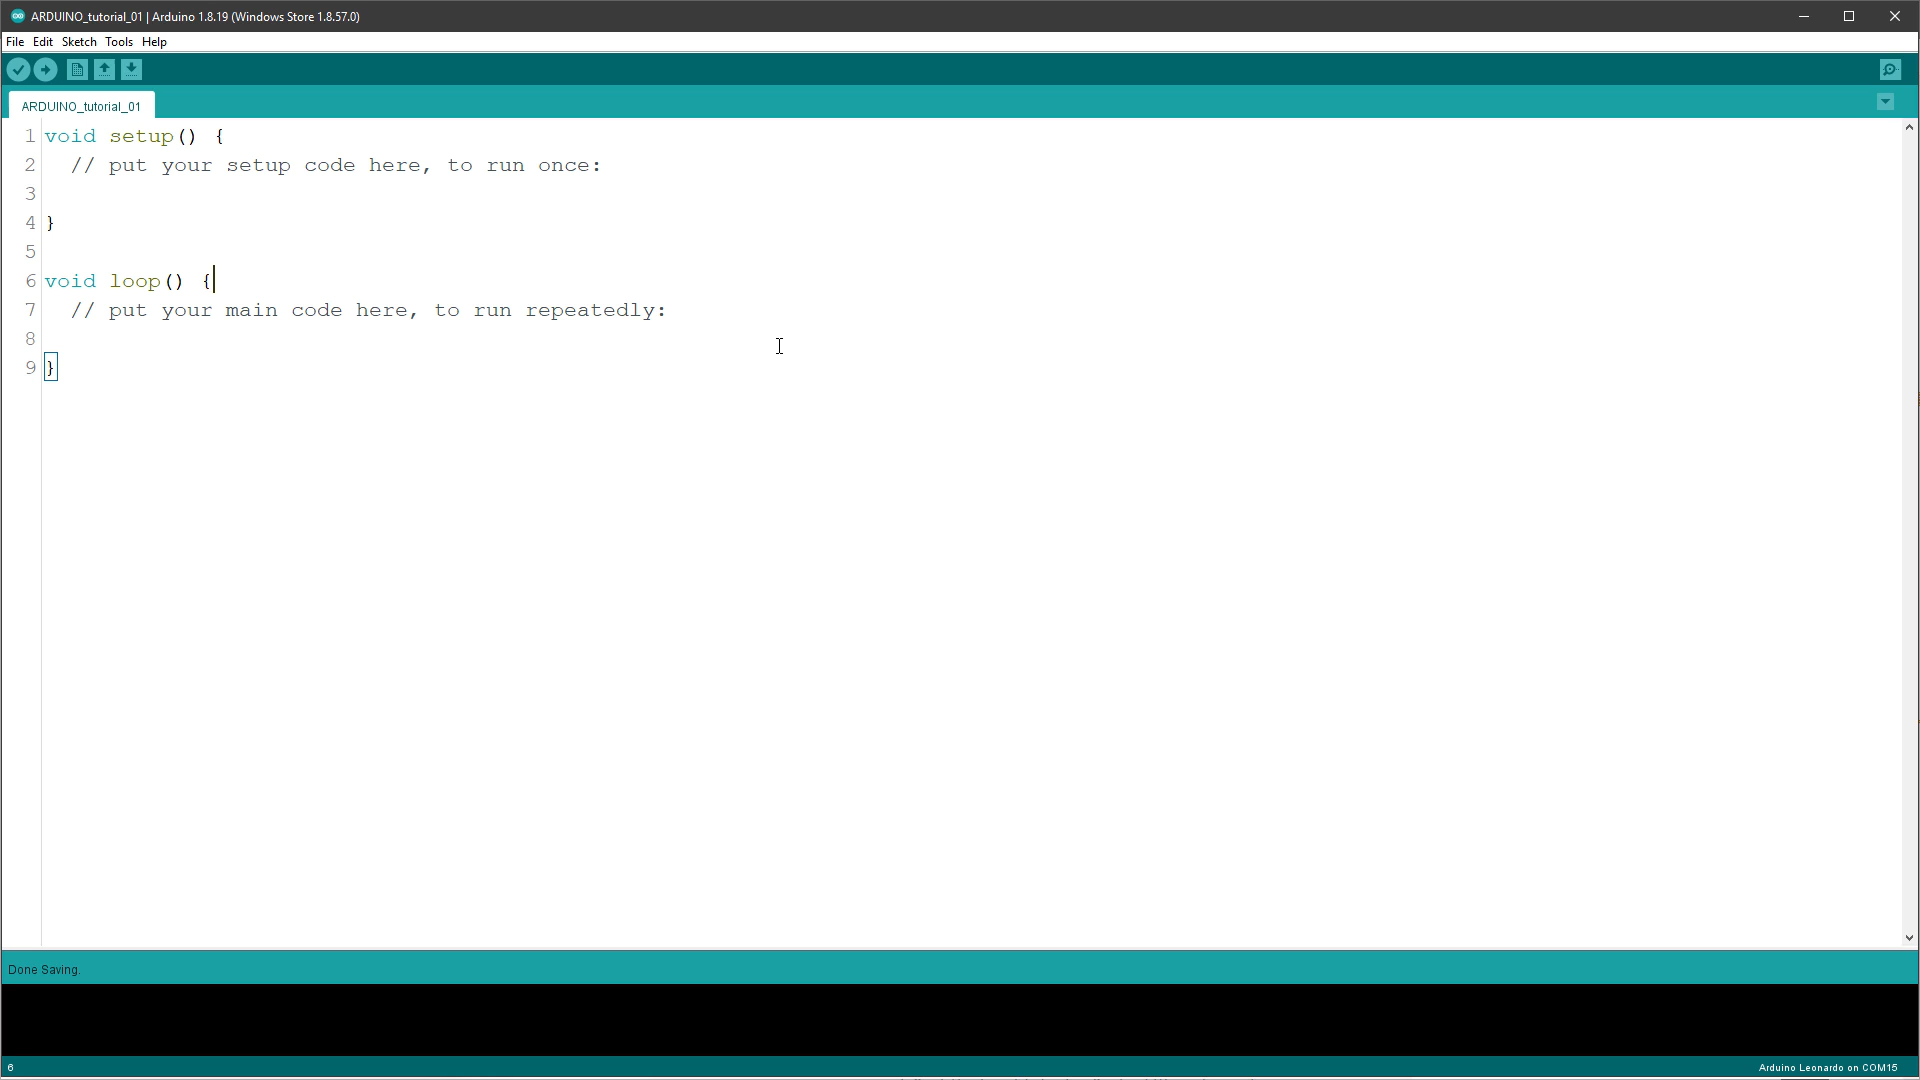 ARDUINO_tutorial_01 | Arduino 1.8.19 (Windows Store 1.8.57.0)
File Edit Sketch Tools Help
ARDUINO_tutorial_01
1 void setup() {
2 // put your setup code here, to run once:
3
4 }
5
6 void loop() {
7 // put your main code here, to run repeatedly:
8
9 }
Done Saving.
6 Arduino Leonardo on COM15